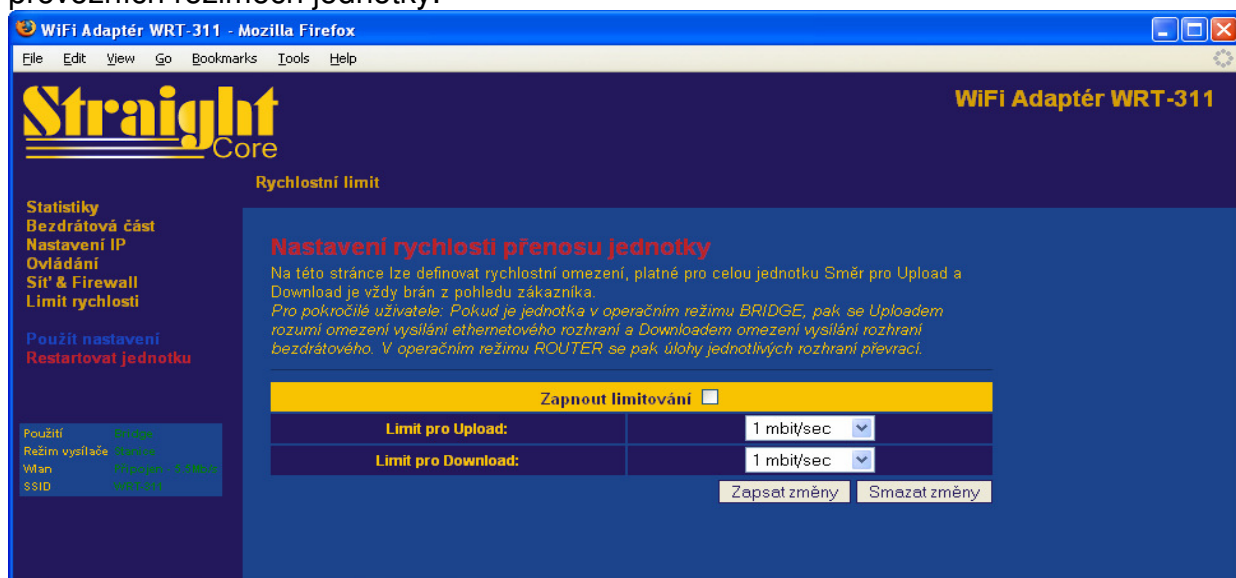 provozních režimech jednotky.
WiFi Adaptér WRT-311 - Mozilla Firefox
File Edit View Go Bookmarks Tools Help
Straight Core
WiFi Adaptér WRT-311
Rychlostní limit
Statistiky
Bezdrátová část
Nastavení IP
Ovládání
Síť & Firewall
Limit rychlosti
Použít nastavení
Restartovat jednotku
Použití Bridge
Režim vysílače Stanice
Wlan Připojen - 5.5Mbit
SSID WRT-311
Nastavení rychlosti přenosu jednotky
Na této stránce lze definovat rychlostní omezení, platné pro celou jednotku Směr pro Upload a
Download je vždy brán z pohledu zákazníka.
Pro pokročilé uživatele: Pokud je jednotka v operačním režimu BRIDGE, pak se Uploadem
rozumí omezení vysílání ethernetového rozhraní a Downloadem omezení vysílání rozhraní
bezdrátového. V operačním režimu ROUTER se pak úlohy jednotlivých rozhraní převrací.
Zapnout limitování
Limit pro Upload: 1 mbit/sec
Limit pro Download: 1 mbit/sec
Zapsat změny Smazat změny